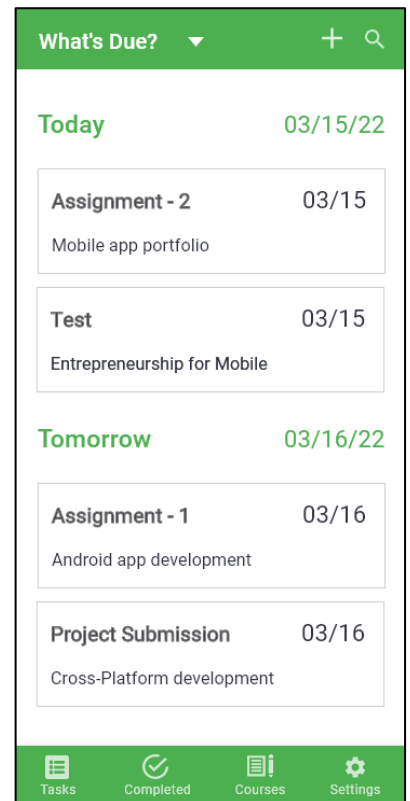 What's Due?
Today 03/15/22
Assignment - 2 03/15
Mobile app portfolio
Test 03/15
Entrepreneurship for Mobile
Tomorrow 03/16/22
Assignment - 1 03/16
Android app development
Project Submission 03/16
Cross-Platform development
Tasks Completed Courses Settings